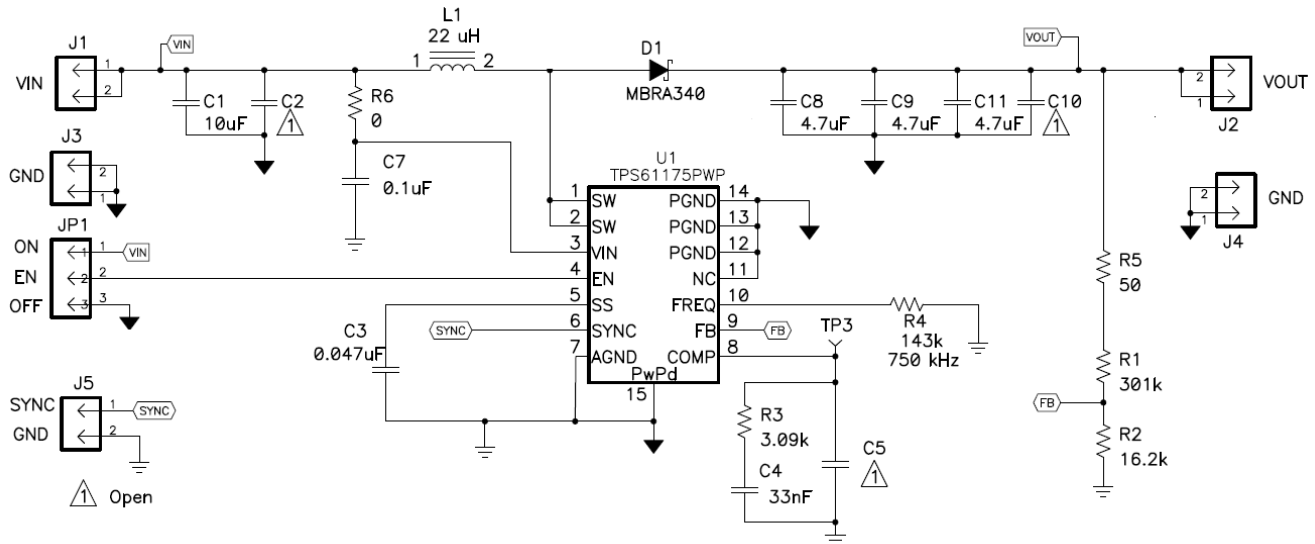 L1
22 uH
1 2
J1
VIN
1
2
VIN
C1
10uF
C2
1
R6
0
C7
0.1uF
D1
MBRA340
C8
4.7uF
C9
4.7uF
C11
4.7uF
C10
1
VOUT
2
1
VOUT
J2
J3
GND
2
1
2
1
GND
J4
JP1
ON
EN
OFF
1
2
3
1
2
3
VIN
U1
TPS61175PWP
1 SW
2 SW
3 VIN
4 EN
5 SS
6 SYNC
7 AGND
PGND 14
PGND 13
PGND 12
NC 11
FREQ 10
FB 9
COMP 8
PwPd
15
C3
0.047uF
SYNC
FB
TP3
R4
143k
750 kHz
R5
50
R1
301k
FB
R2
16.2k
R3
3.09k
C4
33nF
C5
1
J5
SYNC
GND
1
2
SYNC
1 Open